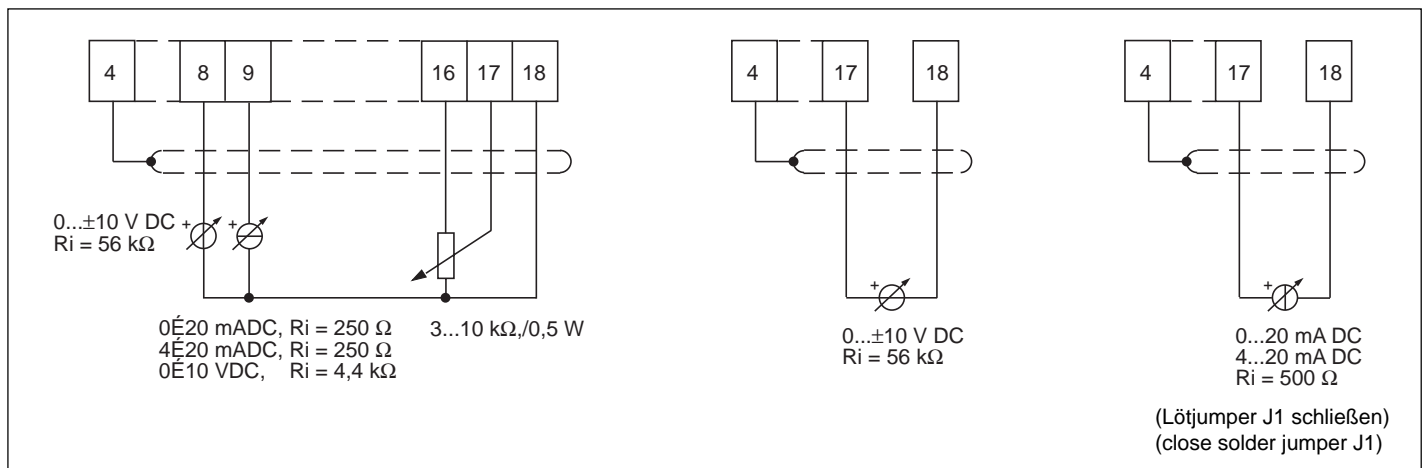 4 8 9 16 17 18
0...±10 V DC
Ri = 56 kΩ
+ +
0É20 mADC, Ri = 250 Ω
4É20 mADC, Ri = 250 Ω
0É10 VDC, Ri = 4,4 kΩ
3...10 kΩ,/0,5 W
4 17 18
+
0...±10 V DC
Ri = 56 kΩ
4 17 18
+
0...20 mA DC
4...20 mA DC
Ri = 500 Ω
(Lötjumper J1 schließen)
(close solder jumper J1)